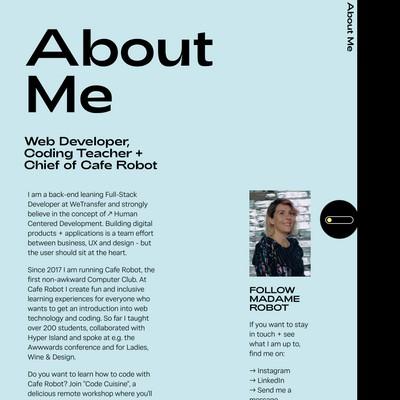 About Me
About
Me
Web Developer,
Coding Teacher +
Chief of Cafe Robot
I am a back-end leaning Full-Stack
Developer at WeTransfer and strongly
believe in the concept of ↗ Human
Centered Development. Building digital
products + applications is a team effort
between business, UX and design - but
the user should sit at the heart.
Since 2017 I am running Cafe Robot, the
first non-awkward Computer Club. At
Cafe Robot I create fun and inclusive
learning experiences for everyone who
wants to get an introduction into web
technology and coding. So far I taught
over 200 students, collaborated with
Hyper Island and spoke at e.g. the
Awwwards conference and for Ladies,
Wine & Design.
Do you want to learn how to code with
Cafe Robot? Join "Code Cuisine", a
delicious remote workshop where you'll
FOLLOW
MADAME
ROBOT
If you want to stay
in touch + see
what I am up to,
find me on:
→ Instagram
→ LinkedIn
→ Send me a
message